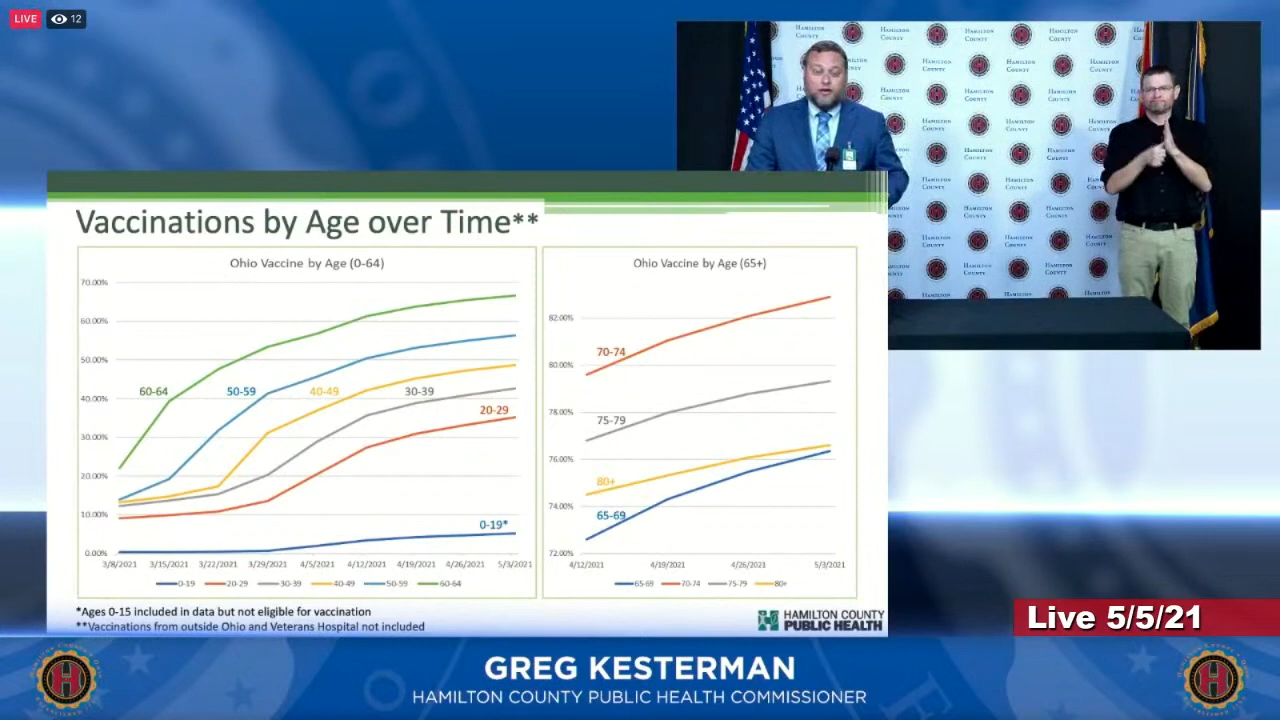 LIVE
12
Vaccinations by Age over Time**
Ohio Vaccine by Age (0-64)
70.00%
60.00%
50.00%
40.00%
30.00%
20.00%
10.00%
0.00%
60-64
50-59
40-49
30-39
20-29
0-19*
3/8/2021 3/15/2021 3/22/2021 3/29/2021 4/5/2021 4/12/2021 4/19/2021 4/26/2021 5/3/2021
0-19 20-29 30-39 40-49 50-59 60-64
Ohio Vaccine by Age (65+)
82.00%
80.00%
78.00%
76.00%
74.00%
72.00%
70-74
75-79
80+
65-69
4/12/2021 4/19/2021 4/26/2021 5/3/2021
65-69 70-74 75-79 80+
*Ages 0-15 included in data but not eligible for vaccination
**Vaccinations from outside Ohio and Veterans Hospital not included
HAMILTON COUNTY
PUBLIC HEALTH
Hamilton
County
H
Live 5/5/21
GREG KESTERMAN
HAMILTON COUNTY PUBLIC HEALTH COMMISSIONER